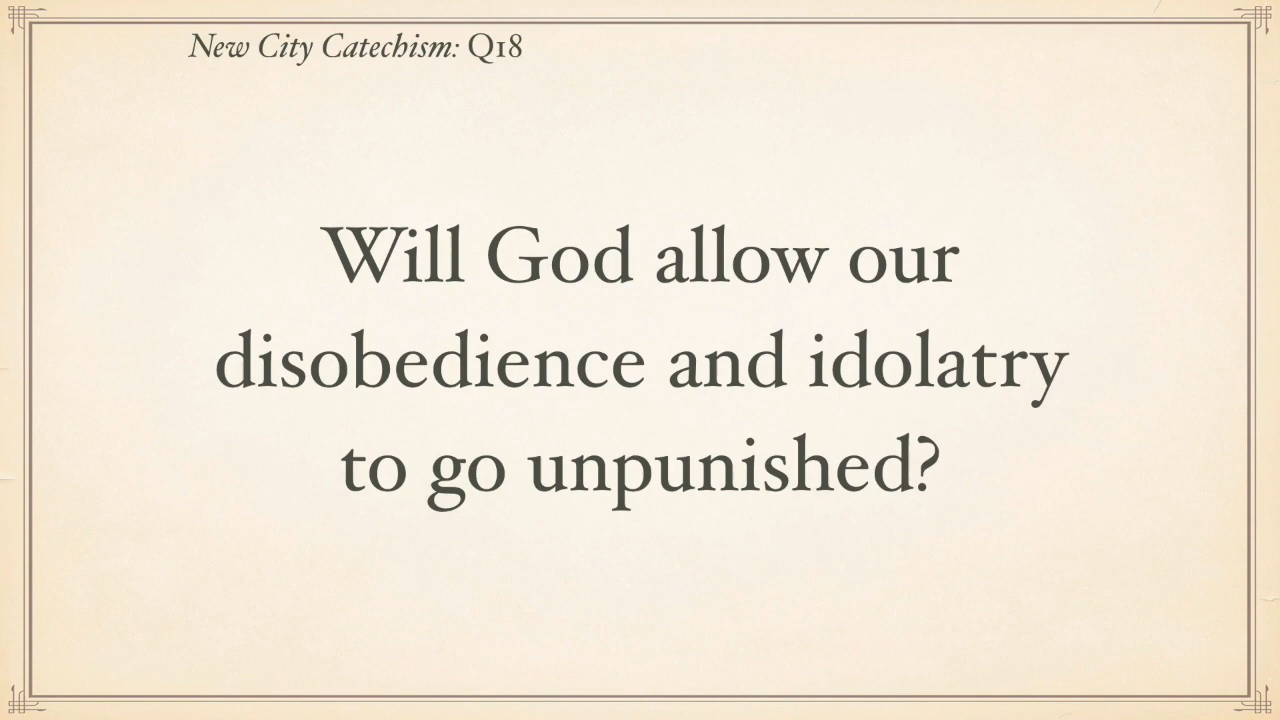 New City Catechism: Q18
Will God allow our
disobedience and idolatry
to go unpunished?